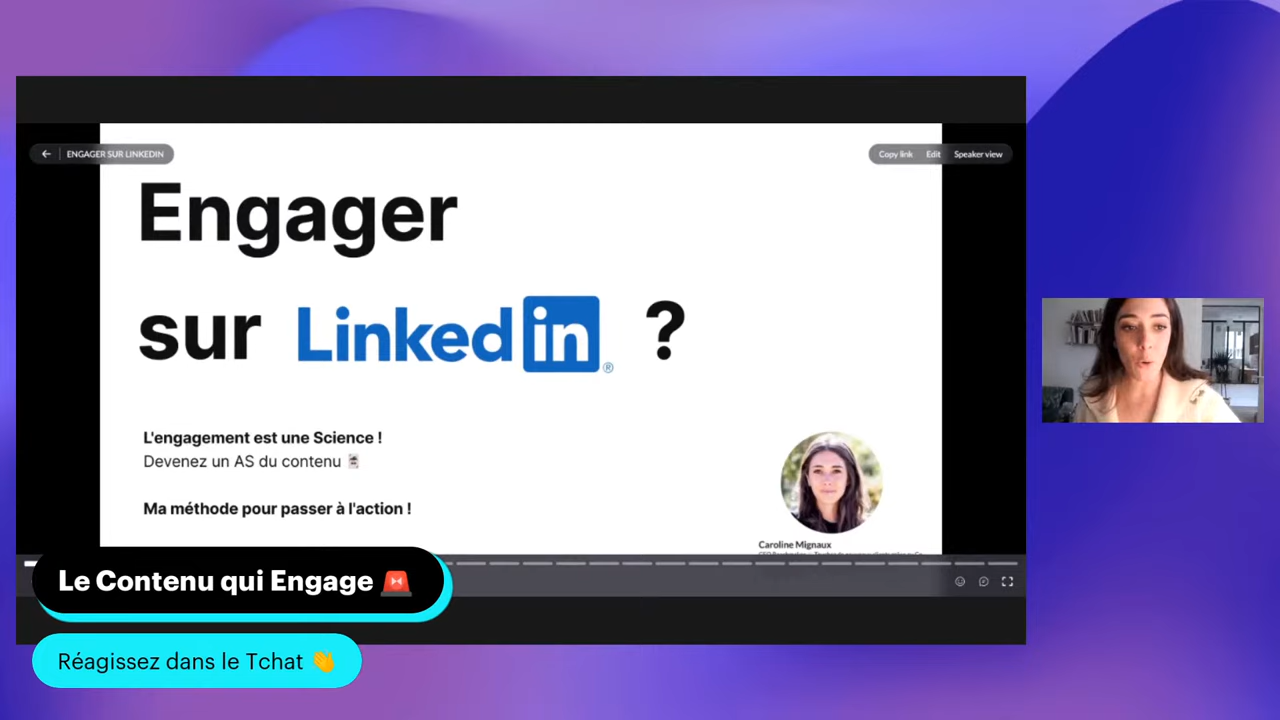 ENGAGER SUR LINKEDIN
Copy link Edit Speaker view
Engager
sur LinkedIn ?
L'engagement est une Science !
Devenez un AS du contenu
Ma méthode pour passer à l'action !
Caroline Mignaux
Le Contenu qui Engage
Réagissez dans le Tchat